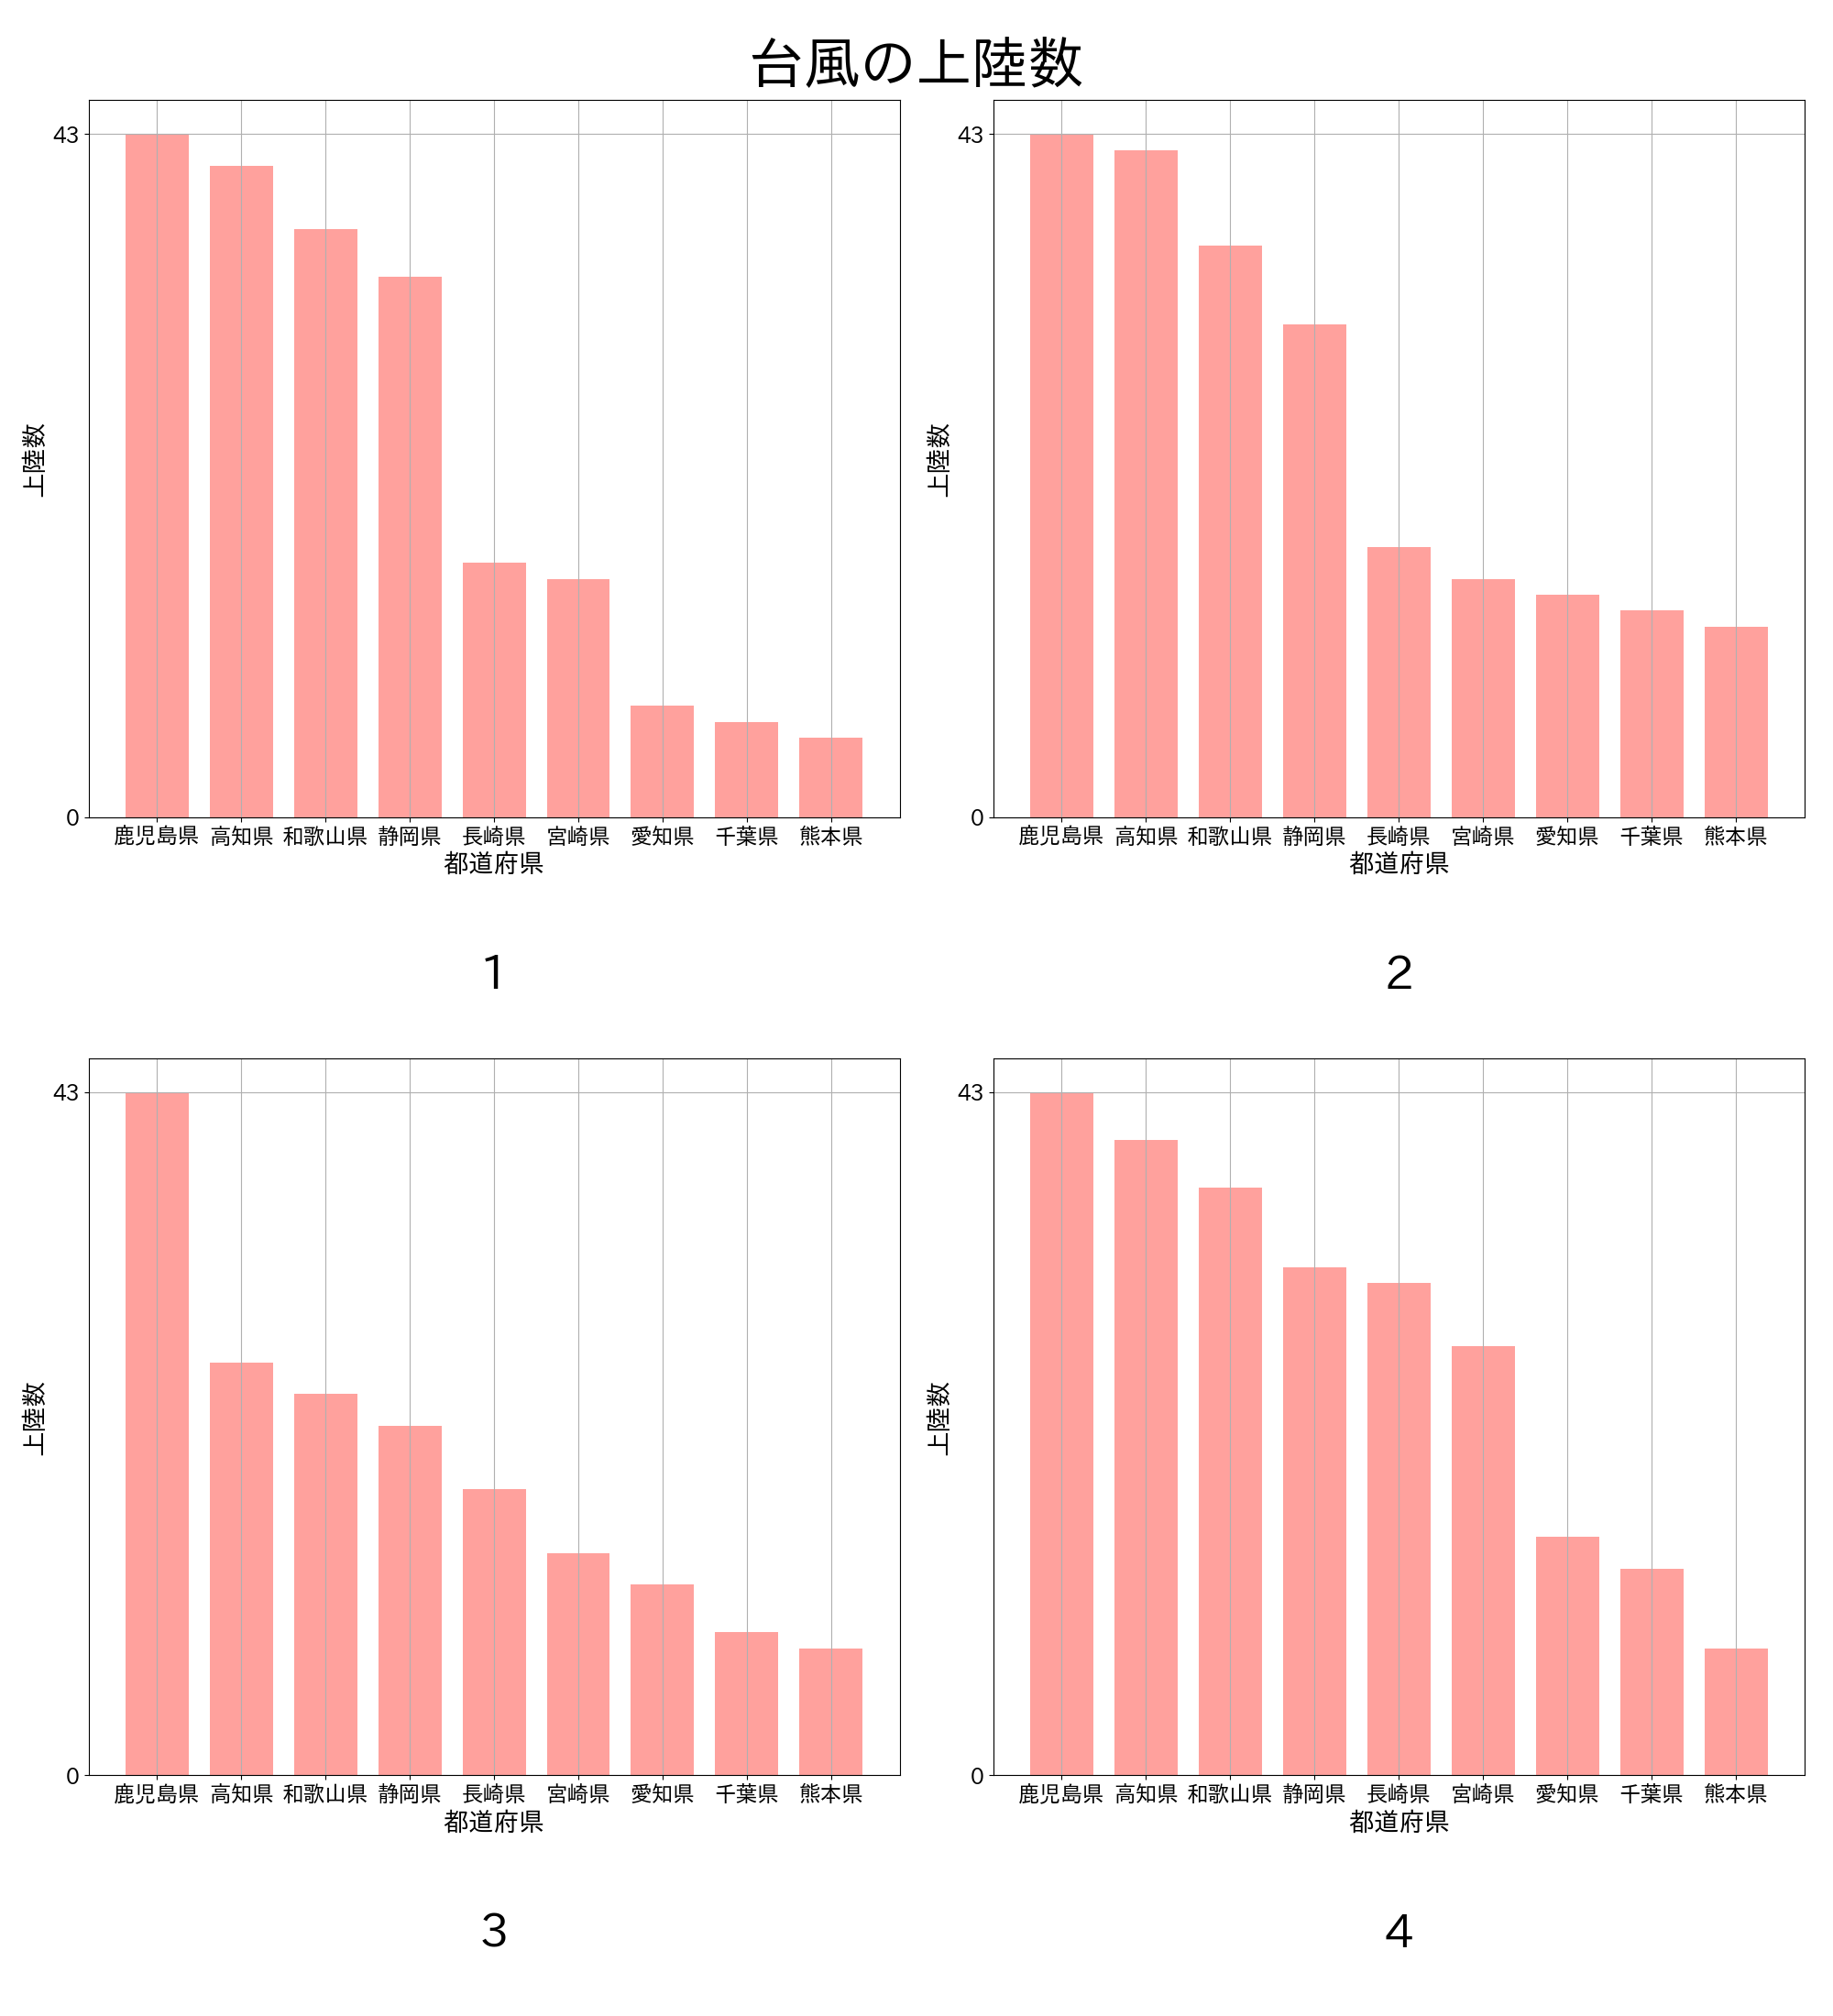 台風の上陸数
43
0
上陸数
鹿児島県 高知県 和歌山県 静岡県 長崎県 宮崎県 愛知県 千葉県 熊本県
都道府県
1
43
0
上陸数
鹿児島県 高知県 和歌山県 静岡県 長崎県 宮崎県 愛知県 千葉県 熊本県
都道府県
2
43
0
上陸数
鹿児島県 高知県 和歌山県 静岡県 長崎県 宮崎県 愛知県 千葉県 熊本県
都道府県
3
43
0
上陸数
鹿児島県 高知県 和歌山県 静岡県 長崎県 宮崎県 愛知県 千葉県 熊本県
都道府県
4